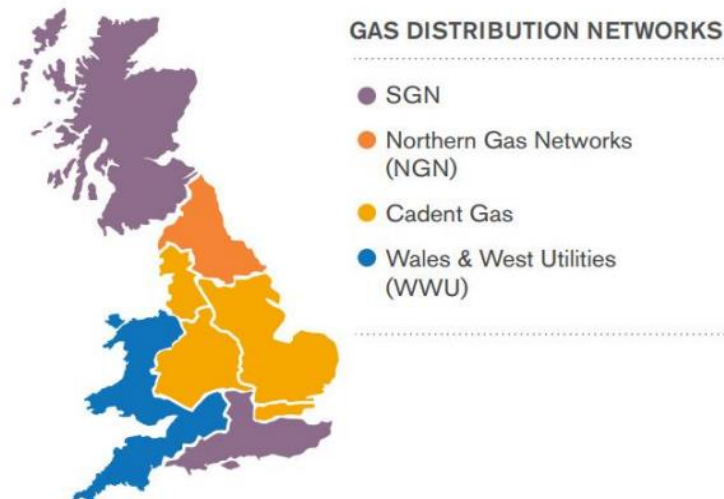 GAS DISTRIBUTION NETWORKS
SGN
Northern Gas Networks
(NGN)
Cadent Gas
Wales & West Utilities
(WWU)